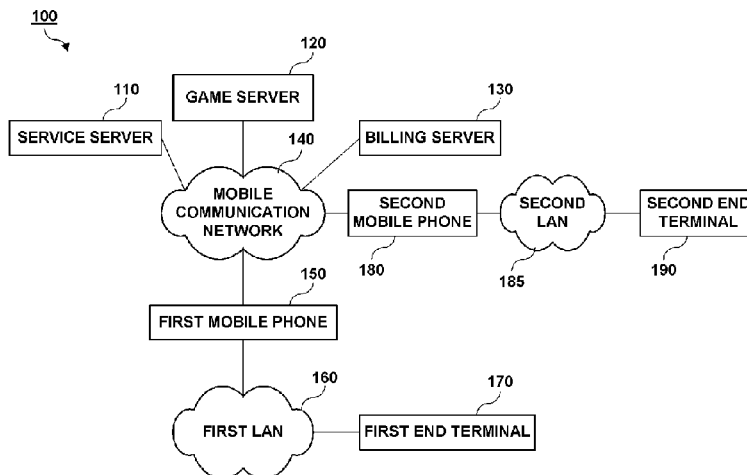 100
120
110
GAME SERVER
130
SERVICE SERVER
140
BILLING SERVER
MOBILE
COMMUNICATION
NETWORK
SECOND
MOBILE PHONE
SECOND
LAN
SECOND END
TERMINAL
180
185
190
150
FIRST MOBILE PHONE
160
170
FIRST LAN
FIRST END TERMINAL